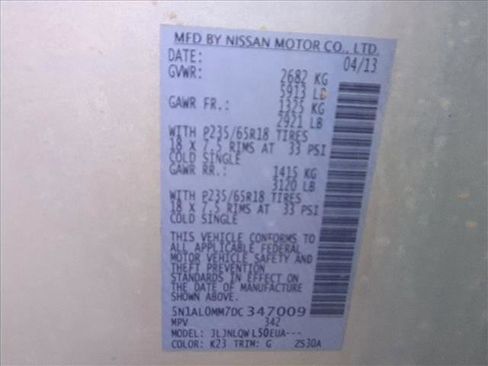 MFD BY NISSAN MOTOR CO., LTD.
DATE: 04/13
GVWR: 2682 KG
5913 LB
GAWR FR.: 1325 KG
2921 LB
WITH P235/65R18 TIRES
18 X 7.5 RIMS AT 33 PSI
COLD SINGLE
GAWR RR.: 1415 KG
3120 LB
WITH P235/65R18 TIRES
18 X 7.5 RIMS AT 33 PSI
COLD SINGLE
THIS VEHICLE CONFORMS TO
ALL APPLICABLE FEDERAL
MOTOR VEHICLE SAFETY AND
THEFT PREVENTION
STANDARDS IN EFFECT ON
THE DATE OF MANUFACTURE
SHOWN ABOVE.
5N1AL0MM7DC347009
MPV 342
MODEL: JLJNLQW L50EUA---
COLOR: K23 TRIM: G 2530A